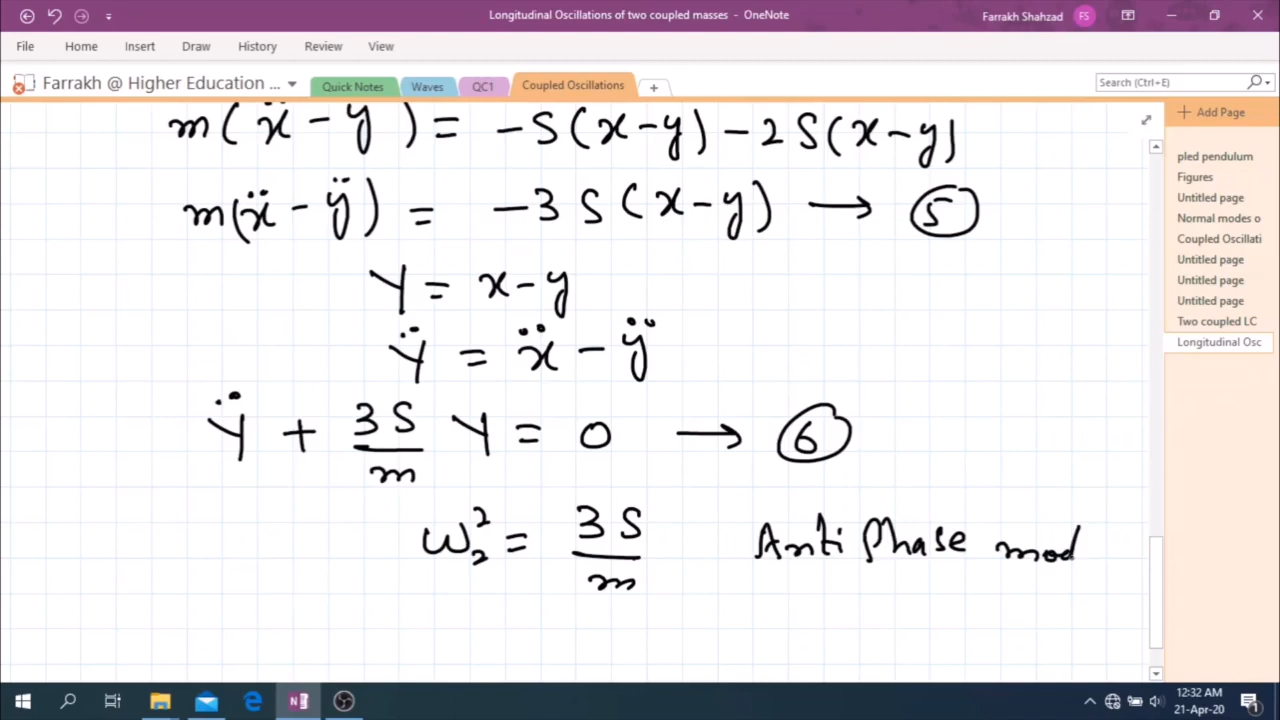 Longitudinal Oscillations of two coupled masses - OneNote
Farrakh Shahzad FS
File Home Insert Draw History Review View
Farrakh @ Higher Education ... Quick Notes Waves QC1 Coupled Oscillations + Search (Ctrl+E)
+ Add Page
pled pendulum
Figures
Untitled page
Normal modes o
Coupled Oscillati
Untitled page
Untitled page
Untitled page
Two coupled LC
Longitudinal Osc
m(ẍ - y) = -S(x-y) - 2S(x-y)
m(ẍ - ÿ) = -3S(x-y) → 5
Y = x-y
Ÿ = ẍ - ÿ
Ÿ + 3S/m Y = 0 → 6
ω₂² = 3S/m Anti Phase mod
12:32 AM
21-Apr-20
1